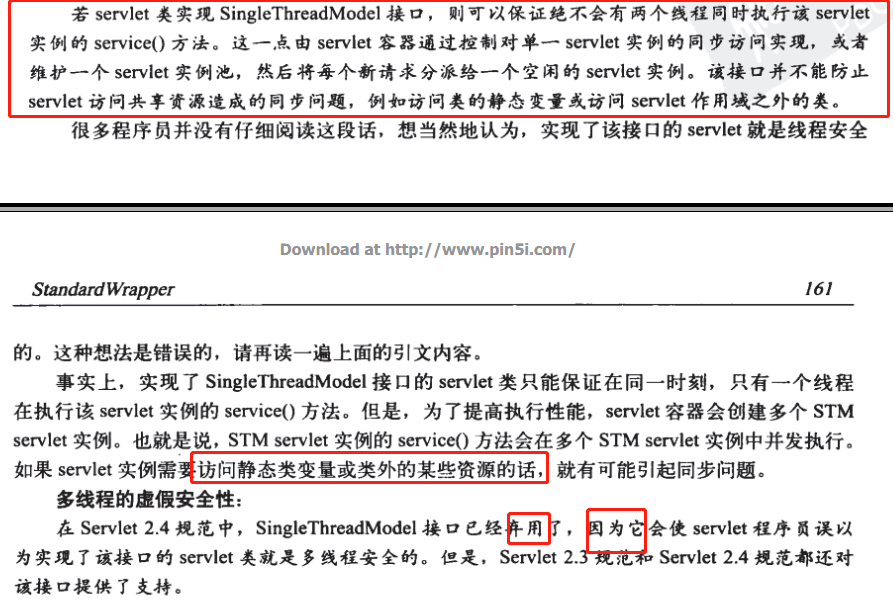 若 servlet 类实现 SingleThreadModel 接口，则可以保证绝不会有两个线程同时执行该 servlet
实例的 service() 方法。这一点由 servlet 容器通过控制对单一 servlet 实例的同步访问实现，或者
维护一个 servlet 实例池，然后将每个新请求分派给一个空闲的 servlet 实例。该接口并不能防止
servlet 访问共享资源造成的同步问题，例如访问类的静态变量或访问 servlet 作用域之外的类。
很多程序员并没有仔细阅读这段话，想当然地认为，实现了该接口的 servlet 就是线程安全
Download at http://www.pin5i.com/
StandardWrapper 161
的。这种想法是错误的，请再读一遍上面的引文内容。
事实上，实现了 SingleThreadModel 接口的 servlet 类只能保证在同一时刻，只有一个线程
在执行该 servlet 实例的 service() 方法。但是，为了提高执行性能，servlet 容器会创建多个 STM
servlet 实例。也就是说，STM servlet 实例的 service() 方法会在多个 STM servlet 实例中并发执行。
如果 servlet 实例需要访问静态类变量或类外的某些资源的话，就有可能引起同步问题。
多线程的虚假安全性：
在 Servlet 2.4 规范中，SingleThreadModel 接口已经弃用了，因为它会使 servlet 程序员误以
为实现了该接口的 servlet 类就是多线程安全的。但是，Servlet 2.3 规范和 Servlet 2.4 规范都还对
该接口提供了支持。